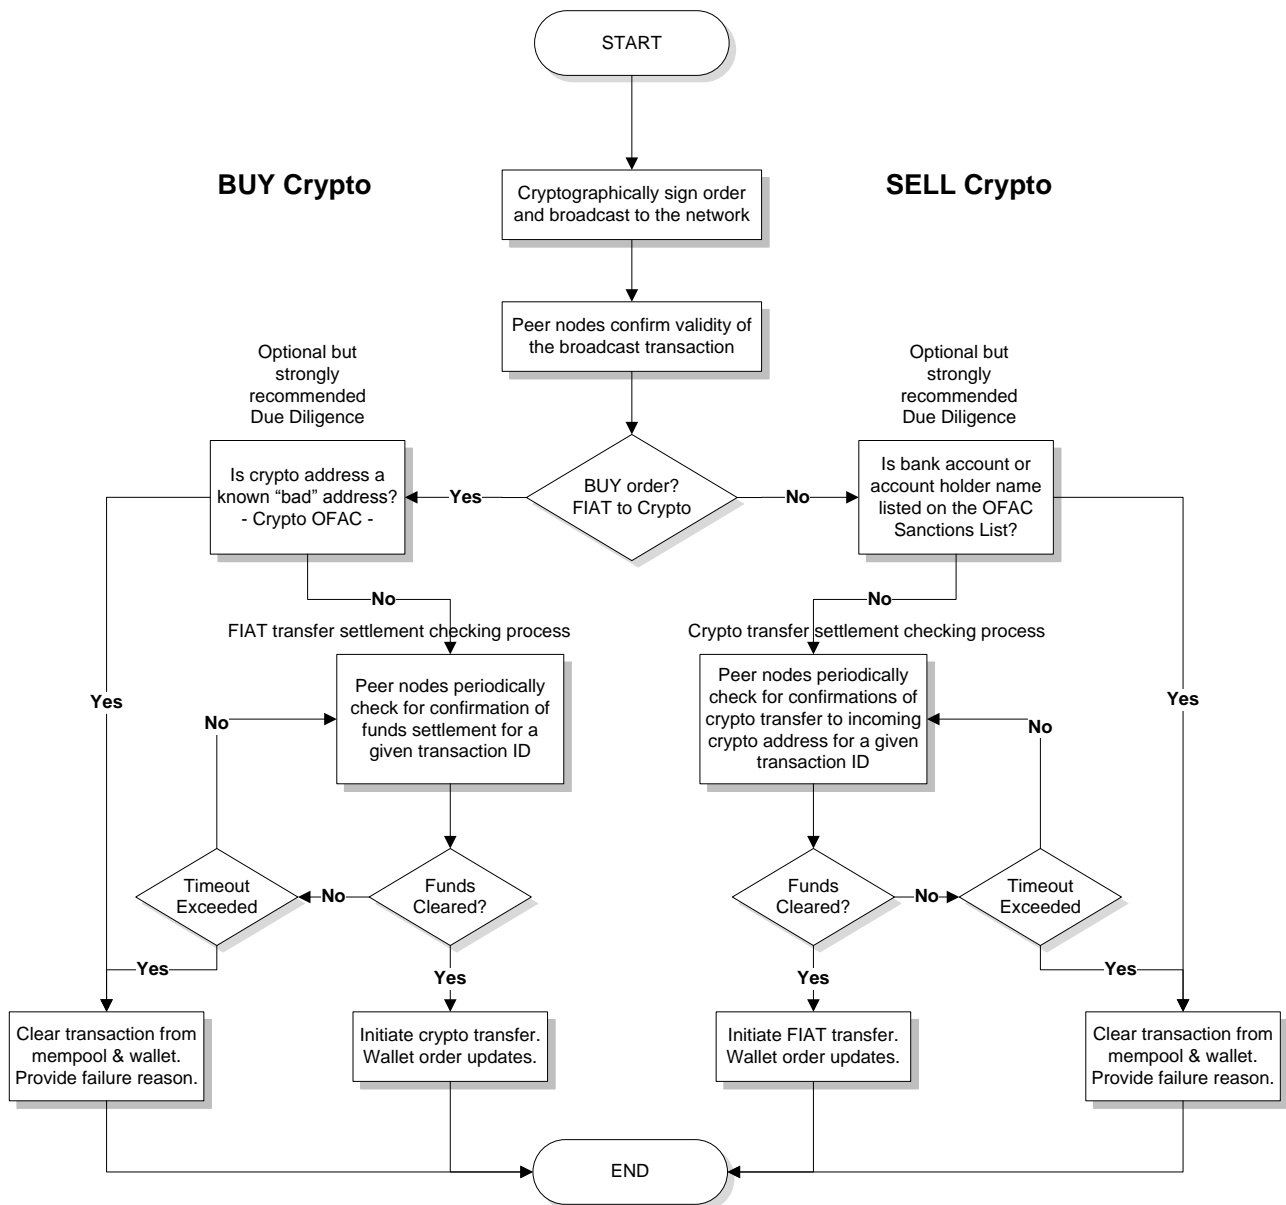 START
BUY Crypto
SELL Crypto
Cryptographically sign order
and broadcast to the network
Peer nodes confirm validity of
the broadcast transaction
Optional but
strongly
recommended
Due Diligence
Optional but
strongly
recommended
Due Diligence
Is crypto address a
known “bad” address?
- Crypto OFAC -
Yes
BUY order?
FIAT to Crypto
No
Is bank account or
account holder name
listed on the OFAC
Sanctions List?
No
No
FIAT transfer settlement checking process
Crypto transfer settlement checking process
Yes
No
Peer nodes periodically
check for confirmation of
funds settlement for a
given transaction ID
Peer nodes periodically
check for confirmations of
crypto transfer to incoming
crypto address for a given
transaction ID
No
Yes
Timeout
Exceeded
No
Funds
Cleared?
Funds
Cleared?
No
Timeout
Exceeded
Yes
Yes
Yes
Yes
Clear transaction from
mempool & wallet.
Provide failure reason.
Initiate crypto transfer.
Wallet order updates.
Initiate FIAT transfer.
Wallet order updates.
Clear transaction from
mempool & wallet.
Provide failure reason.
END